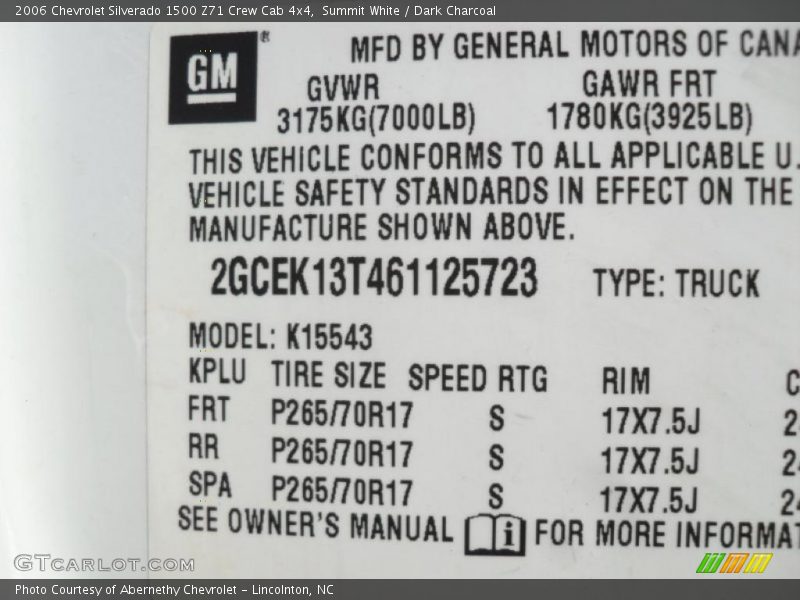 2006 Chevrolet Silverado 1500 Z71 Crew Cab 4x4, Summit White / Dark Charcoal
GM® MFD BY GENERAL MOTORS OF CANA
GVWR GAWR FRT
3175KG(7000LB) 1780KG(3925LB)
THIS VEHICLE CONFORMS TO ALL APPLICABLE U.
VEHICLE SAFETY STANDARDS IN EFFECT ON THE
MANUFACTURE SHOWN ABOVE.
2GCEK13T461125723 TYPE: TRUCK
MODEL: K15543
KPLU TIRE SIZE SPEED RTG RIM C
FRT P265/70R17 S 17X7.5J 24
RR P265/70R17 S 17X7.5J 24
SPA P265/70R17 S 17X7.5J 24
SEE OWNER'S MANUAL i FOR MORE INFORMAT
GTcarlot.com
Photo Courtesy of Abernethy Chevrolet – Lincolnton, NC